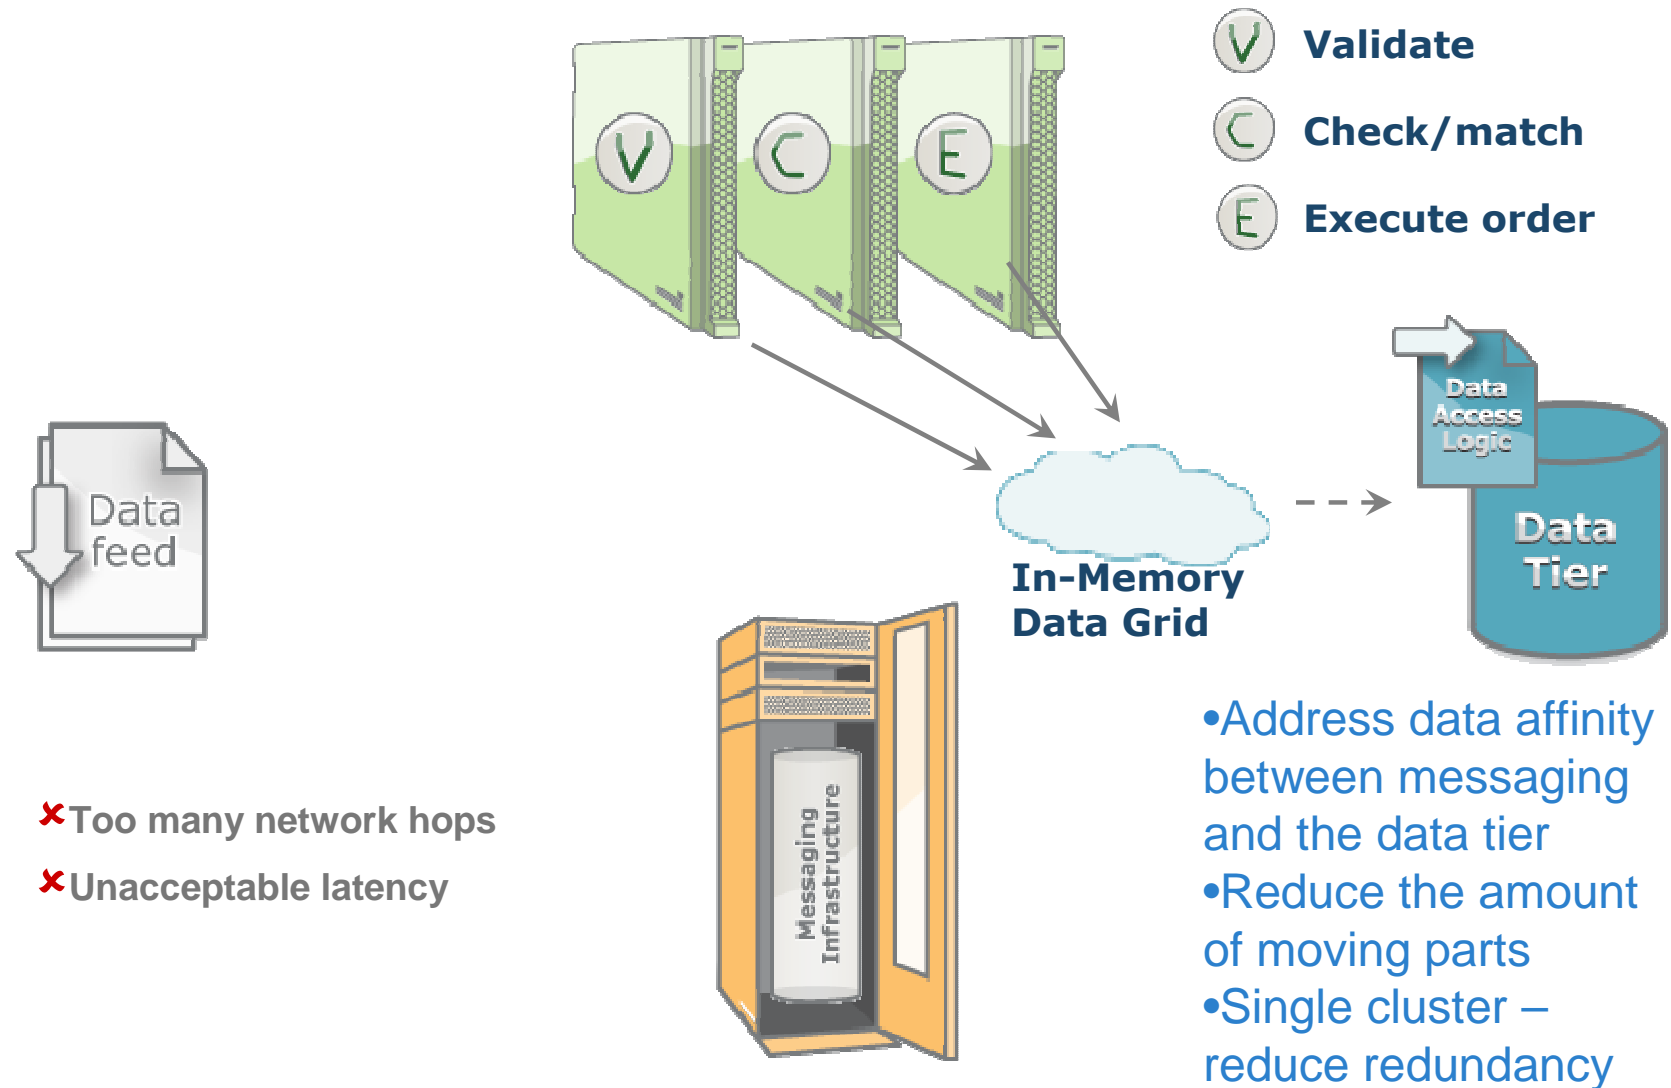 V Validate
C Check/match
E Execute order
V
C
E
Data
feed
Data
Access
Logic
Data
Tier
In-Memory
Data Grid
Messaging
Infrastructure
✘Too many network hops
✘Unacceptable latency
•Address data affinity
between messaging
and the data tier
•Reduce the amount
of moving parts
•Single cluster –
reduce redundancy